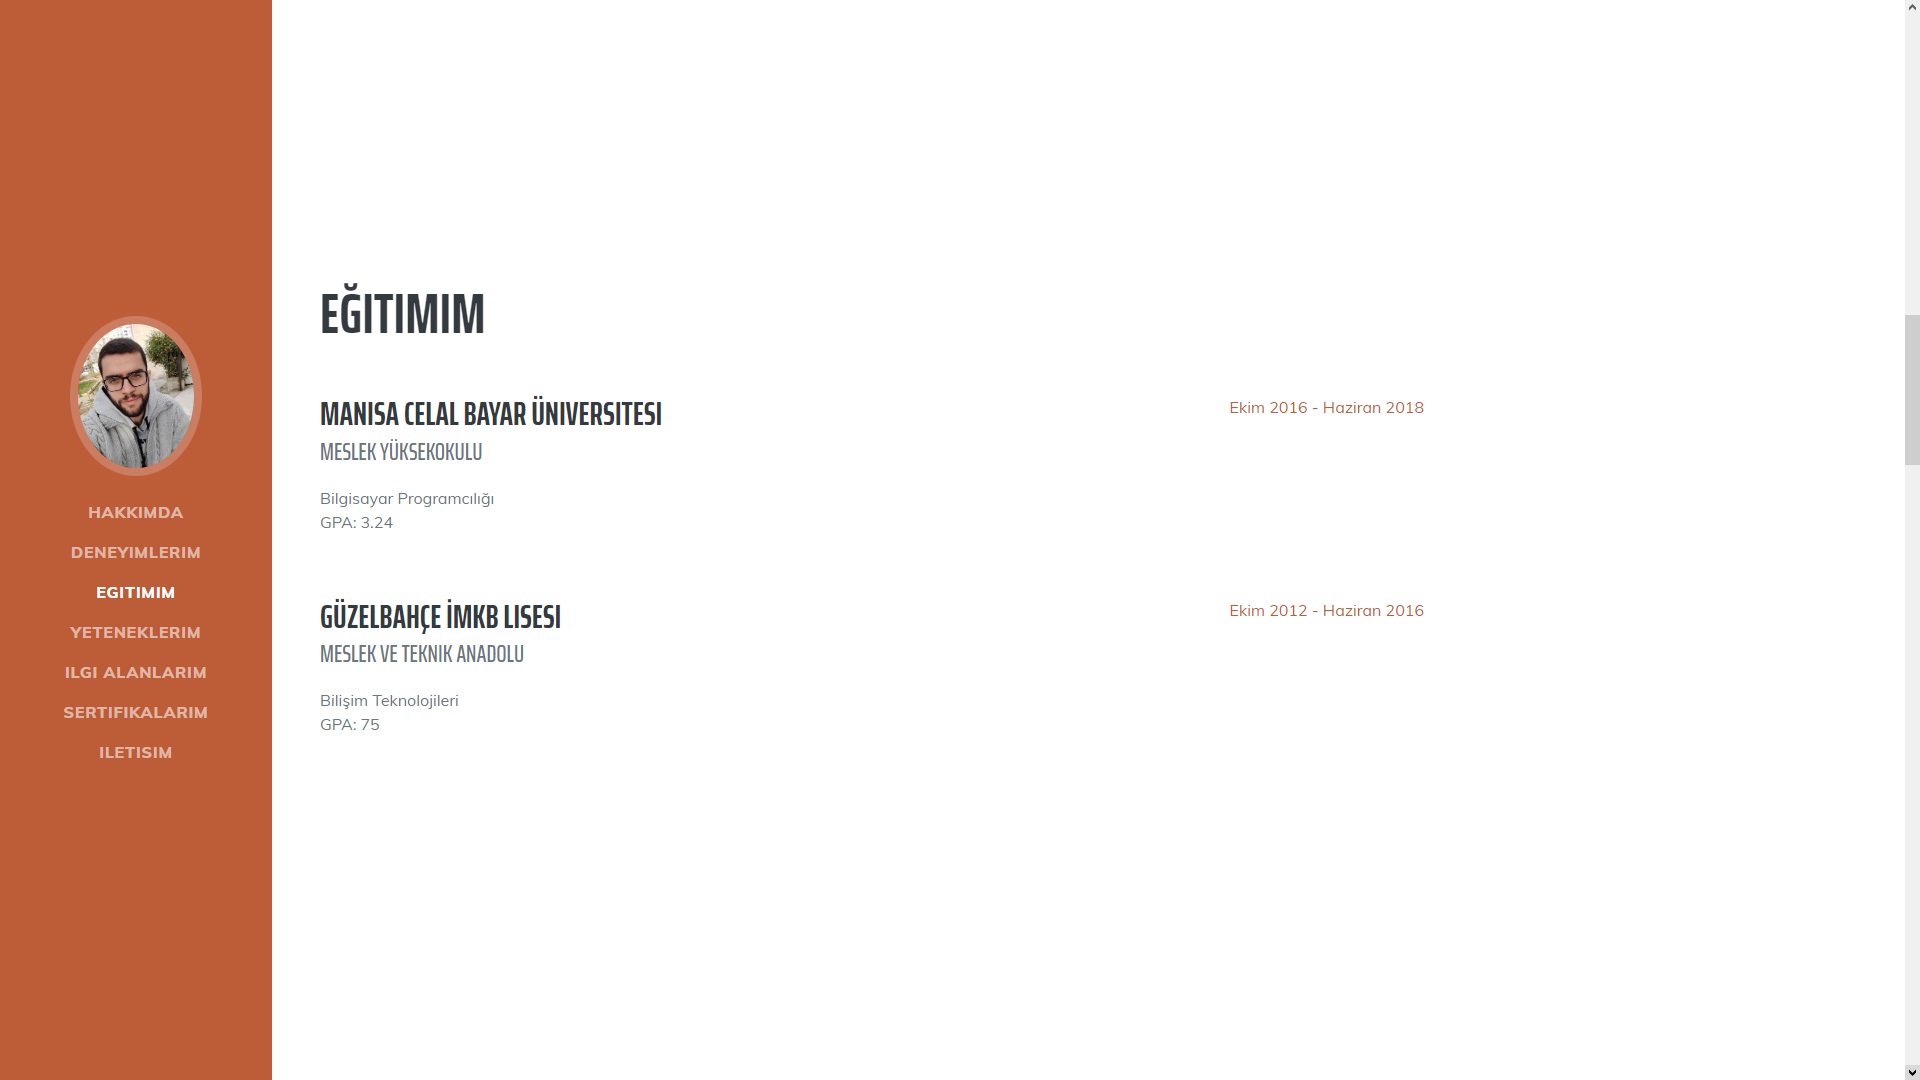 HAKKIMDA
DENEYIMLERIM
EGITIMIM
YETENEKLERIM
ILGI ALANLARIM
SERTIFIKALARIM
ILETISIM
EĞITIMIM
MANISA CELAL BAYAR ÜNIVERSITESI
Ekim 2016 - Haziran 2018
MESLEK YÜKSEKOKULU
Bilgisayar Programcılığı
GPA: 3.24
GÜZELBAHÇE İMKB LISESI
Ekim 2012 - Haziran 2016
MESLEK VE TEKNIK ANADOLU
Bilişim Teknolojileri
GPA: 75